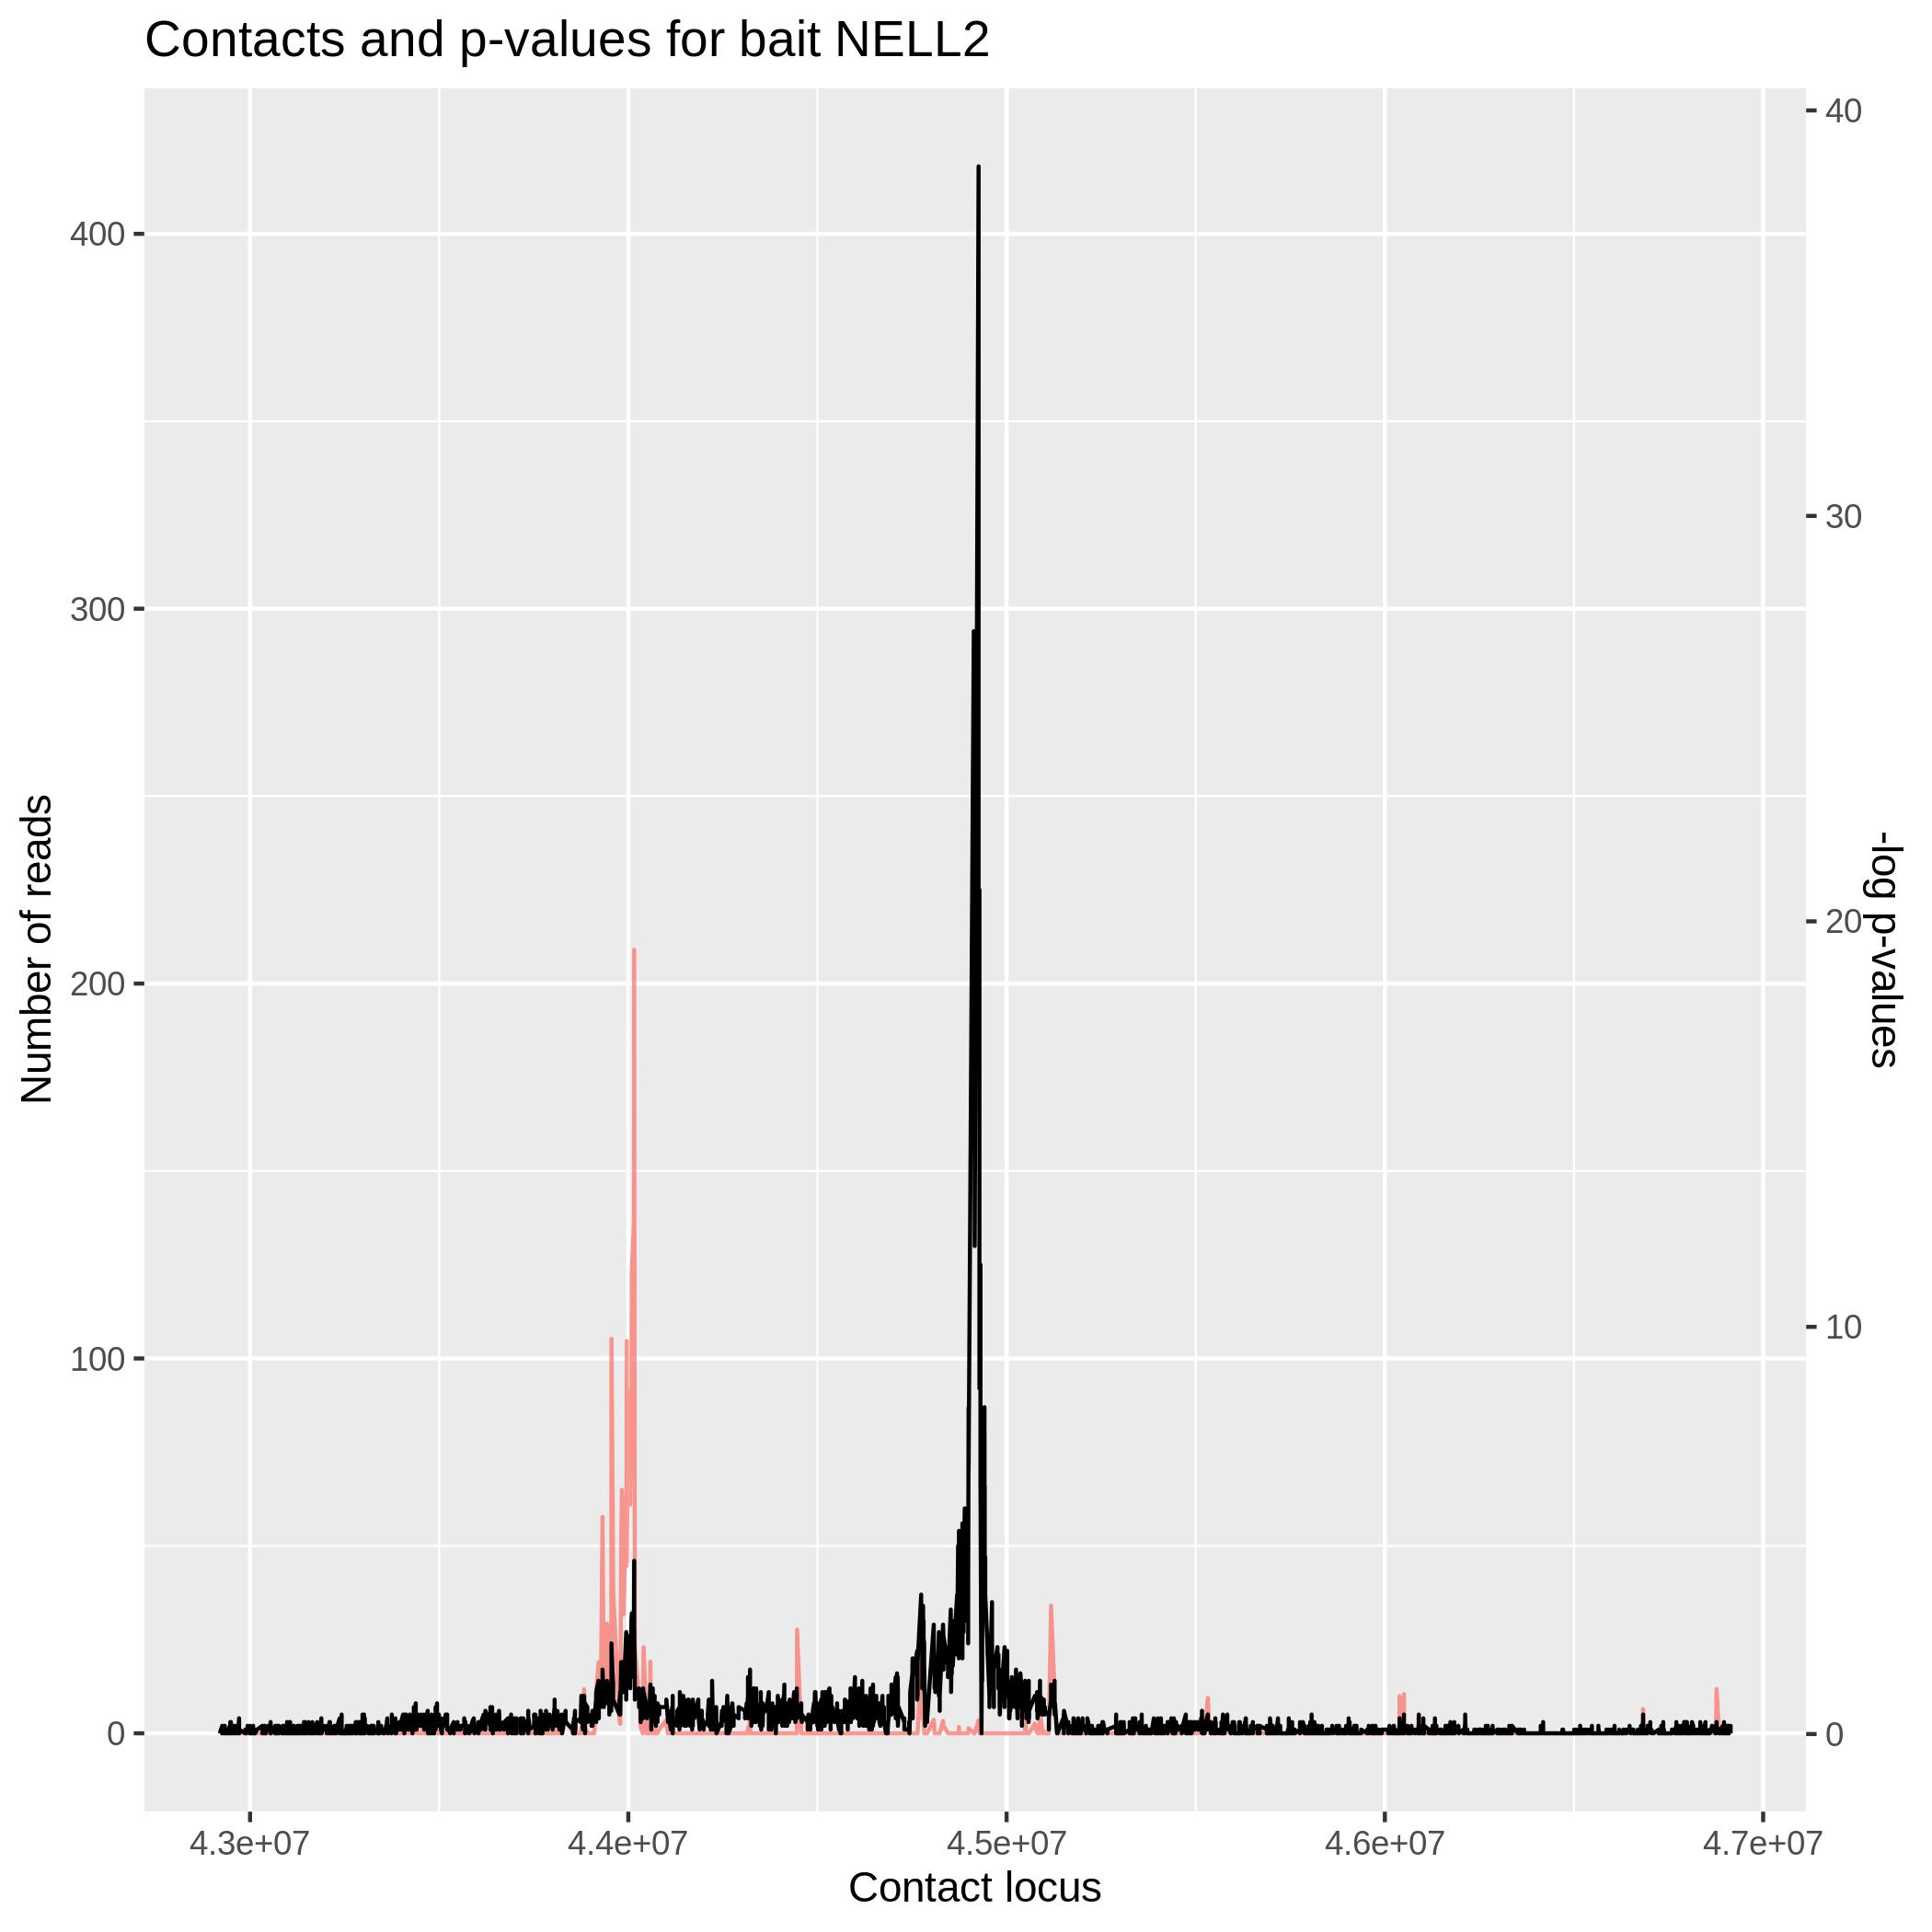 Contacts and p-values for bait NELL2
400
300
200
100
0
40
30
20
10
0
Number of reads
-log p-values
4.3e+07
4.4e+07
4.5e+07
4.6e+07
4.7e+07
Contact locus